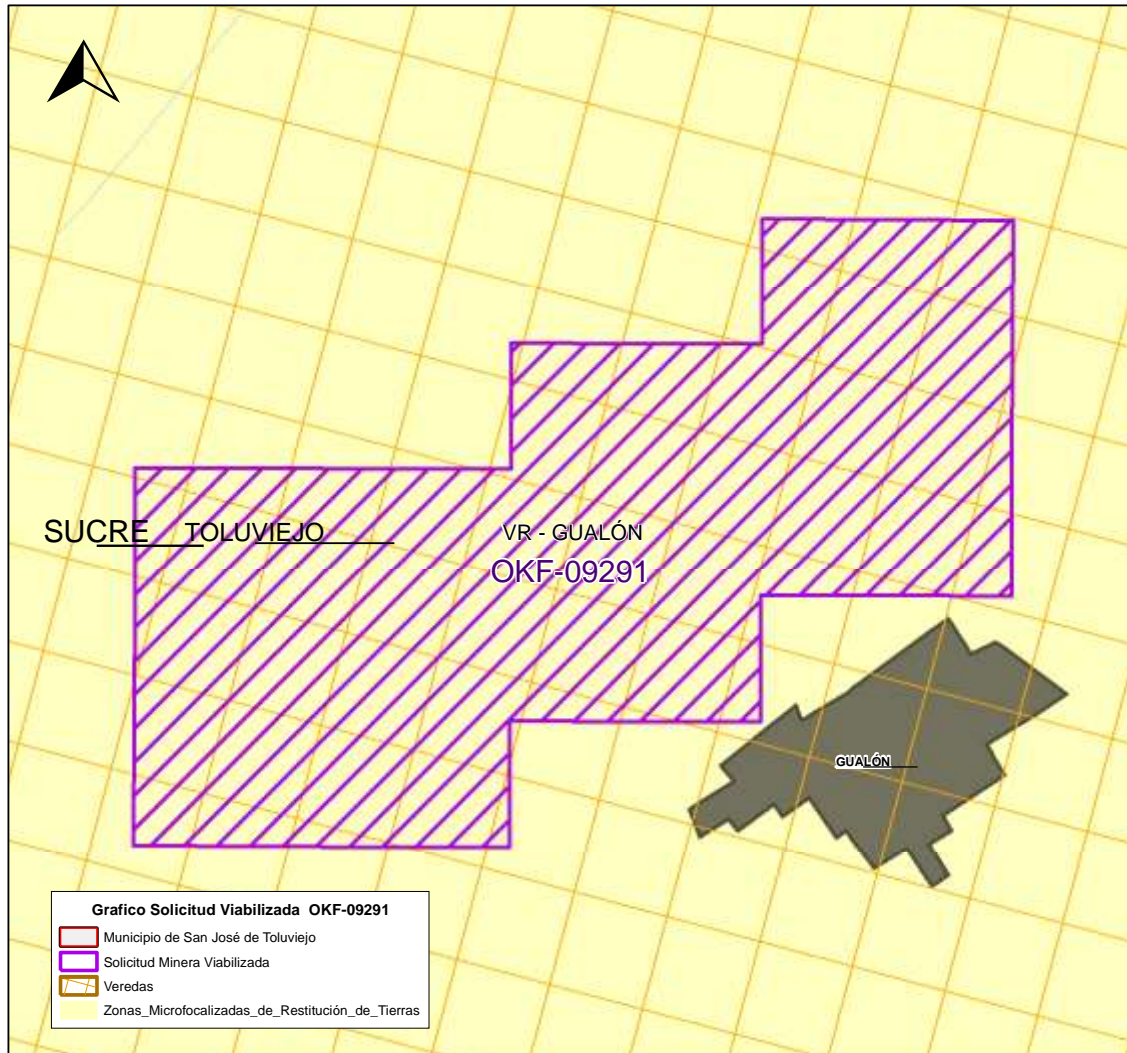 SUCRE TOLUVIEJO
VR - GUALÓN
OKF-09291
GUALÓN
Grafico Solicitud Viabilizada OKF-09291
Municipio de San José de Toluviejo
Solicitud Minera Viabilizada
Veredas
Zonas_Microfocalizadas_de_Restitución_de_Tierras